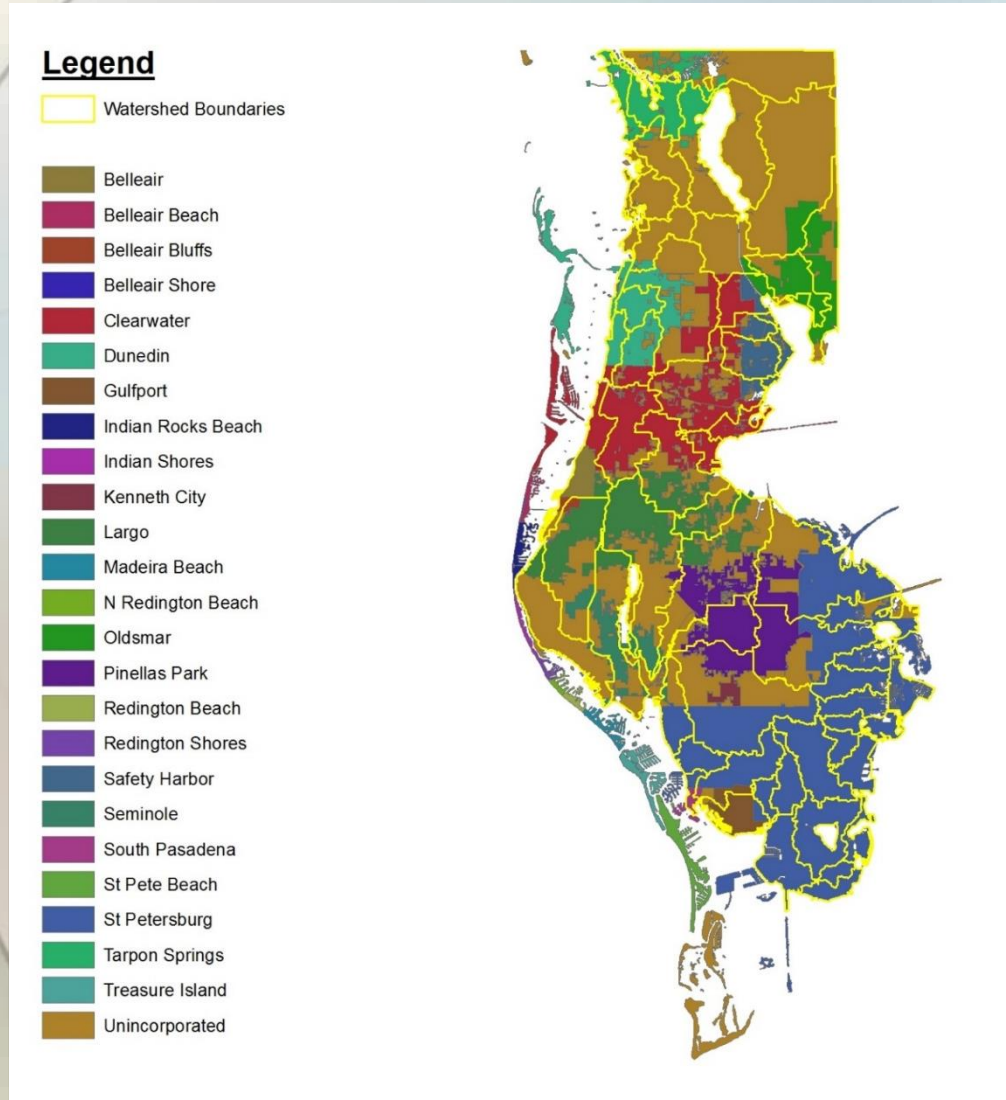 Legend
Watershed Boundaries
Belleair
Belleair Beach
Belleair Bluffs
Belleair Shore
Clearwater
Dunedin
Gulfport
Indian Rocks Beach
Indian Shores
Kenneth City
Largo
Madeira Beach
N Redington Beach
Oldsmar
Pinellas Park
Redington Beach
Redington Shores
Safety Harbor
Seminole
South Pasadena
St Pete Beach
St Petersburg
Tarpon Springs
Treasure Island
Unincorporated